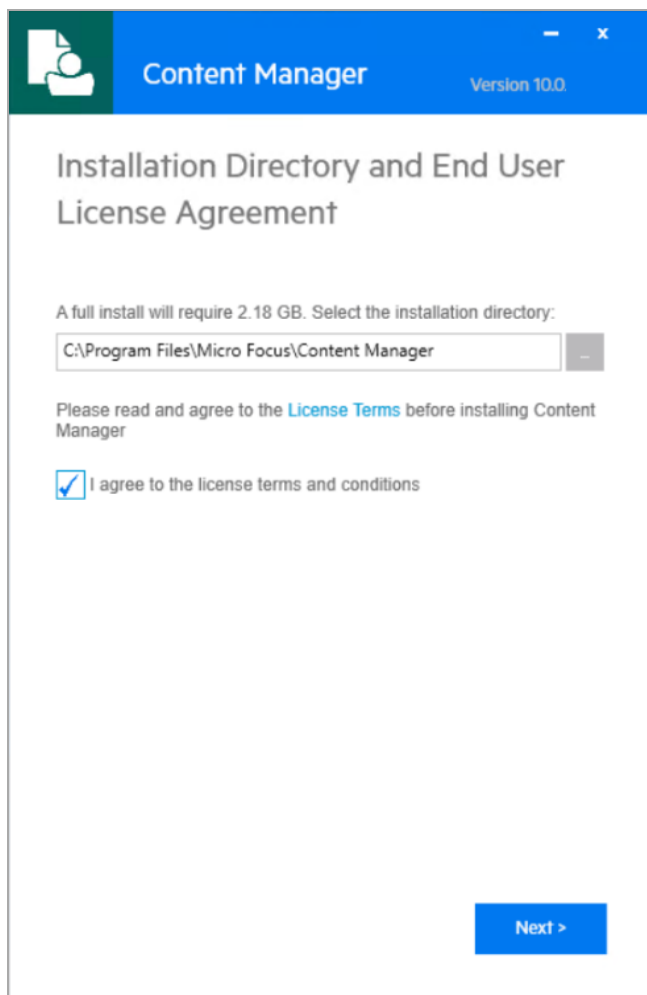 Content Manager
Version 10.0.
Installation Directory and End User
License Agreement
A full install will require 2.18 GB. Select the installation directory:
C:\Program Files\Micro Focus\Content Manager
...
Please read and agree to the License Terms before installing Content
Manager
I agree to the license terms and conditions
Next >